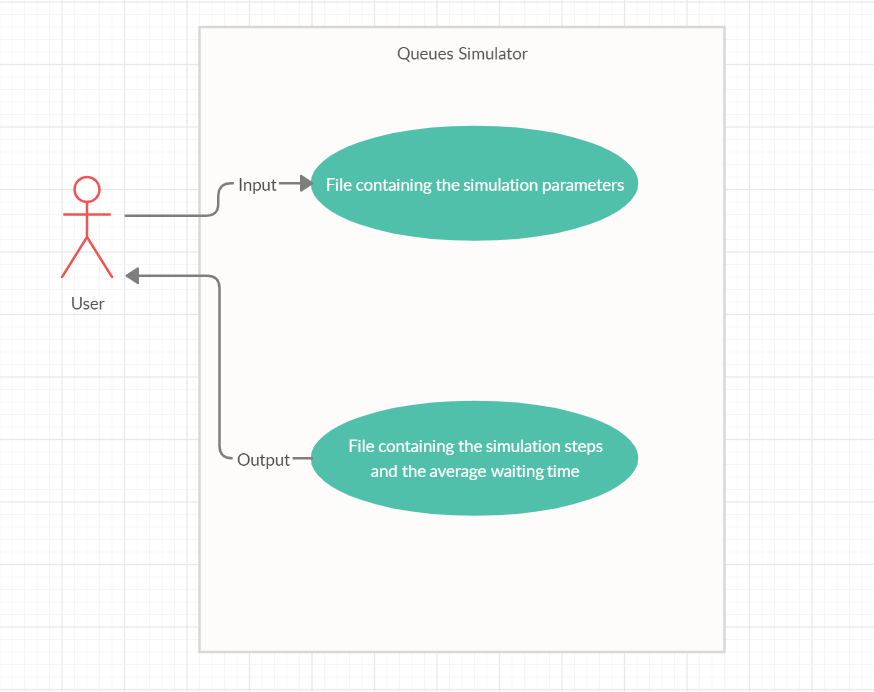 Queues Simulator
Input
File containing the simulation parameters
User
File containing the simulation steps
and the average waiting time
Output